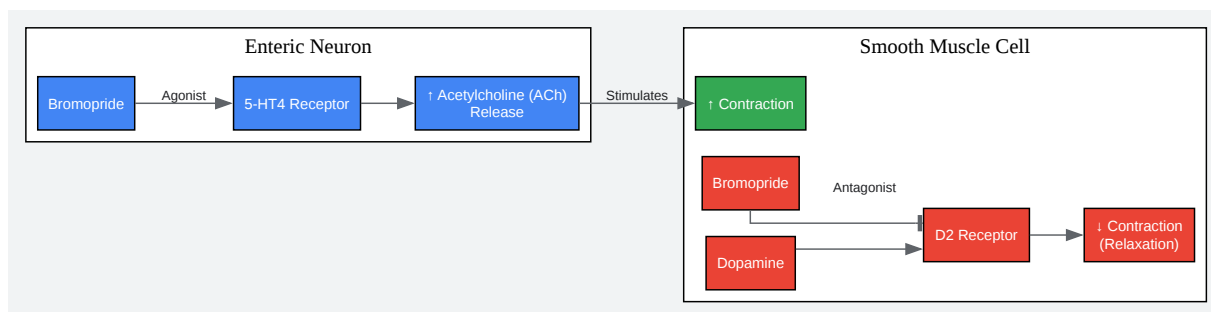 Enteric Neuron
Bromopride
Agonist
5-HT4 Receptor
↑ Acetylcholine (ACh)
Release
Stimulates
Smooth Muscle Cell
↑ Contraction
Bromopride
Antagonist
Dopamine
D2 Receptor
↓ Contraction
(Relaxation)